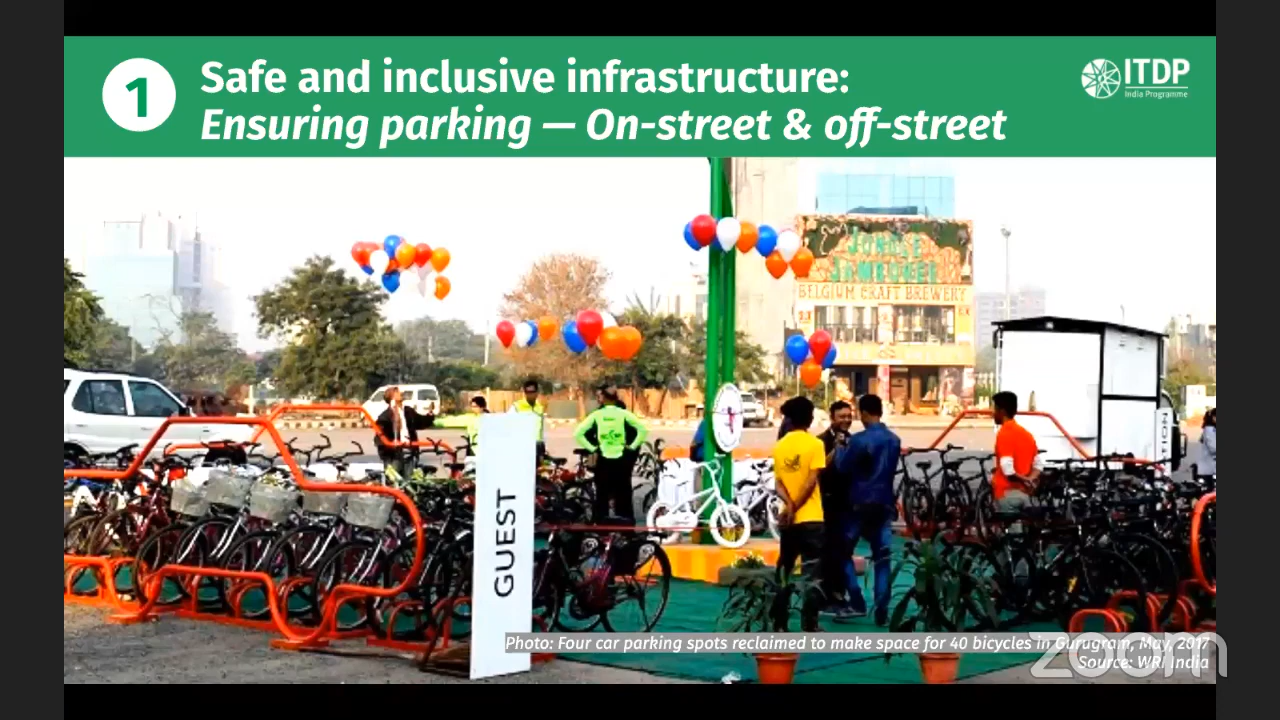 1
Safe and inclusive infrastructure:
Ensuring parking — On-street & off-street
ITDP
India Programme
JUNGLE
JAMBOREE
BELGIUM CRAFT BREWERY
GUEST
Photo: Four car parking spots reclaimed to make space for 40 bicycles in Gurugram, May, 2017
Source: WRI India
zoom